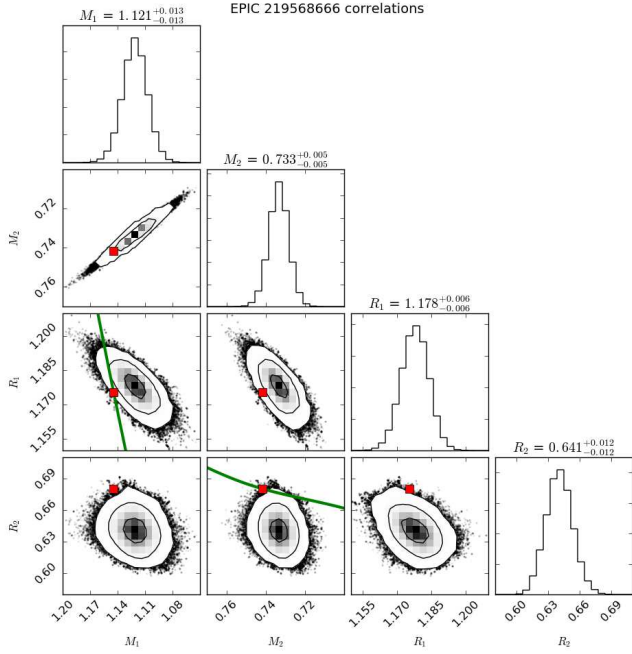 EPIC 219568666 correlations
M₁ = 1.121+0.013−0.013
M₂ = 0.733+0.005−0.005
0.72
0.74
0.76
M₂
R₁ = 1.178+0.006−0.006
1.200
1.185
1.170
1.155
R₁
R₂ = 0.641+0.012−0.012
0.69
0.66
0.63
0.60
R₂
1.20 1.17 1.14 1.11 1.08 0.76 0.74 0.72 1.155 1.170 1.185 1.200 0.60 0.63 0.66 0.69
M₁ M₂ R₁ R₂